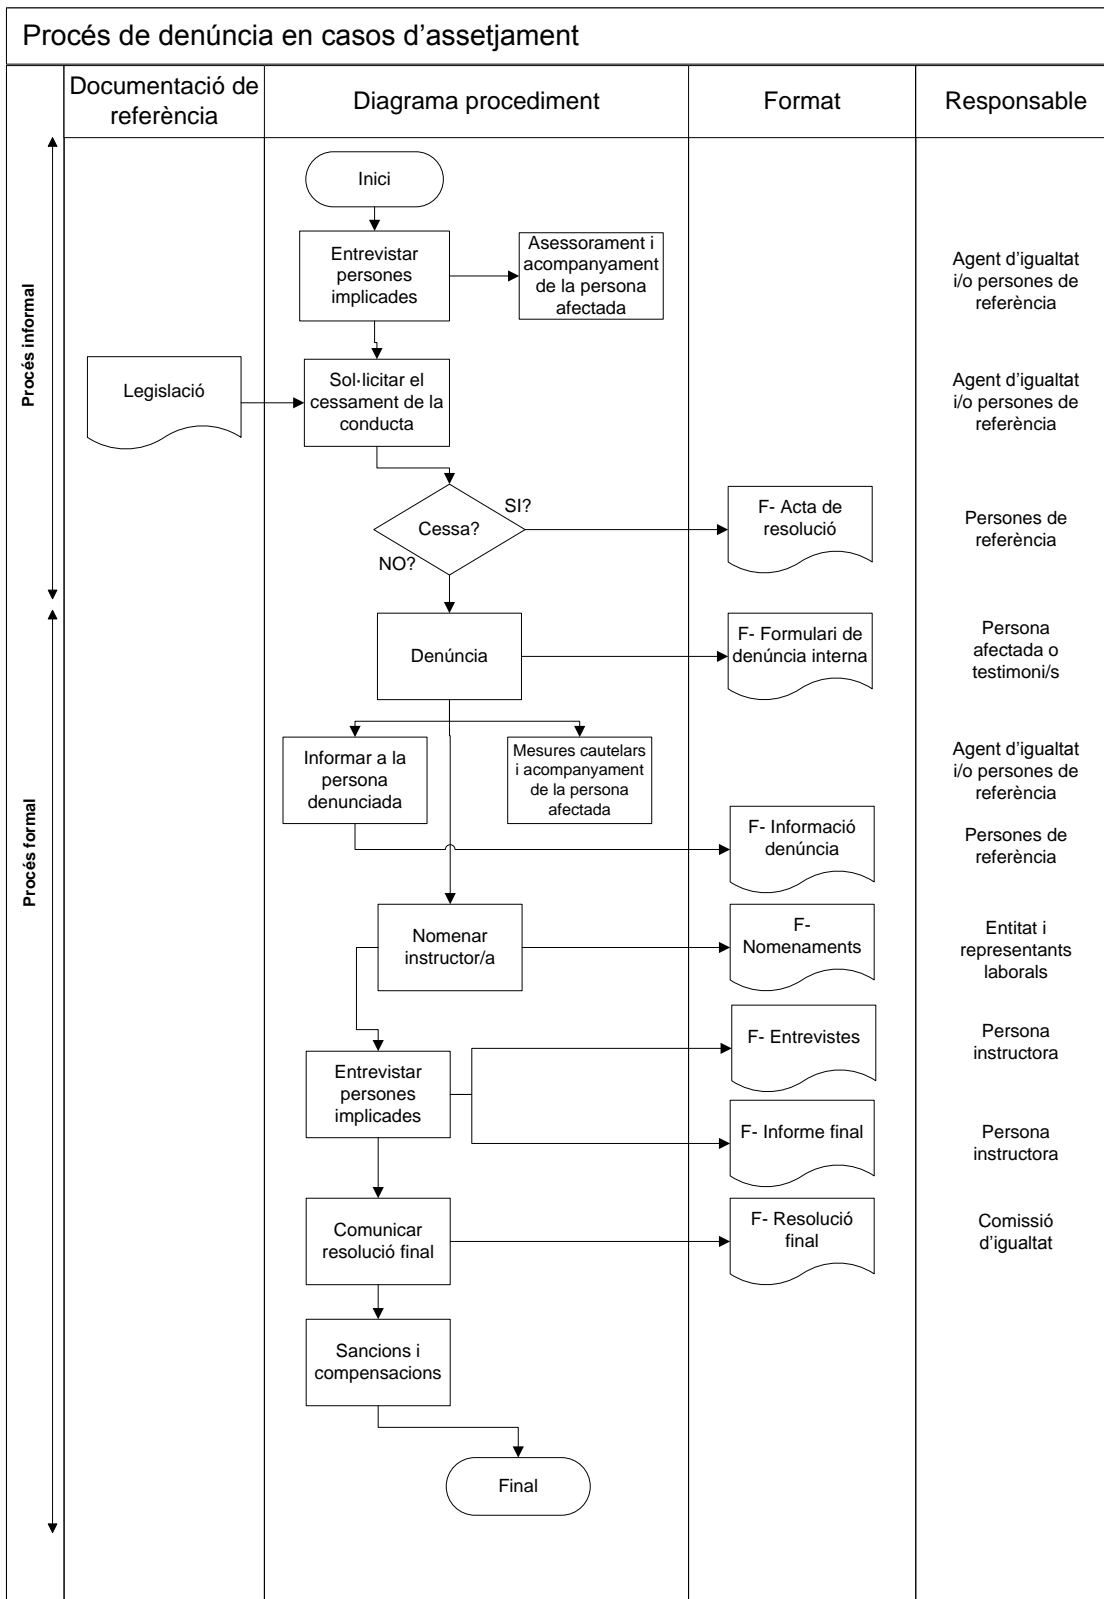 Procés de denúncia en casos d'assetjament
Documentació de
referència
Diagrama procediment
Format
Responsable
Procés informal
Inici
Entrevistar
persones
implicades
Asessorament i
acompanyament
de la persona
afectada
Agent d'igualtat
i/o persones de
referència
Legislació
Sol·licitar el
cessament de la
conducta
Agent d'igualtat
i/o persones de
referència
Cessa?
SI?
NO?
F- Acta de
resolució
Persones de
referència
Procés formal
Denúncia
F- Formulari de
denúncia interna
Persona
afectada o
testimoni/s
Informar a la
persona
denunciada
Mesures cautelars
i acompanyament
de la persona
afectada
Agent d'igualtat
i/o persones de
referència
F- Informació
denúncia
Persones de
referència
Nomenar
instructor/a
F-
Nomenaments
Entitat i
representants
laborals
Entrevistar
persones
implicades
F- Entrevistes
Persona
instructora
F- Informe final
Persona
instructora
Comunicar
resolució final
F- Resolució
final
Comissió
d'igualtat
Sancions i
compensacions
Final